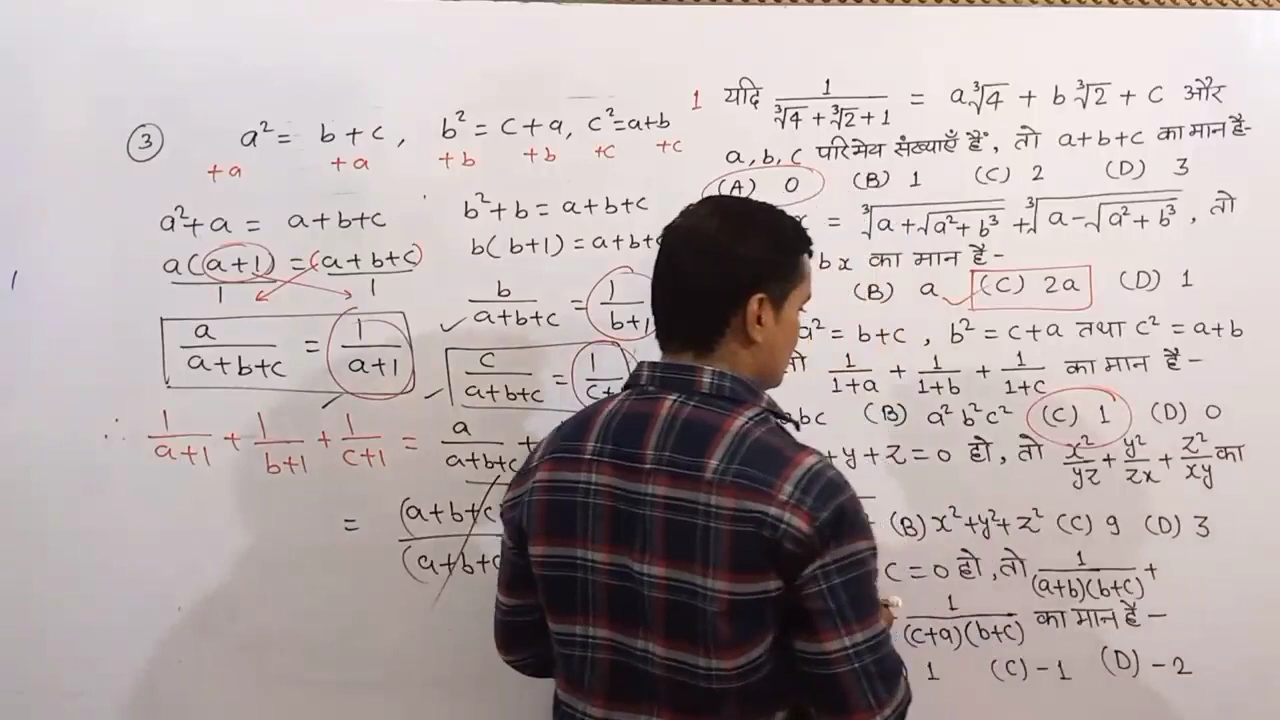 ③ a² = b+c, b² = c+a, c²=a+b
+a +a +b +b +c +c
a²+a = a+b+c
a(a+1) = (a+b+c)
1 1
a/(a+b+c) = 1/(a+1)
b²+b = a+b+c
b(b+1) = a+b+
b/(a+b+c) = 1/(b+1)
c/(a+b+c) = 1/
∴ 1/(a+1) + 1/(b+1) + 1/(c+1) = a/(a+b+c) +
= (a+b+c
(a+b+c
1 यदि 1/(∛4+∛2+1) = a∛4 + b∛2 + c और
a, b, c परिमेय संख्याएँ हैं, तो a+b+c का मान है-
(A) 0 (B) 1 (C) 2 (D) 3
x = ∛(a+√(a²+b³)) + ∛(a-√(a²+b³)), तो
bx का मान है-
(B) a (C) 2a (D) 1
a² = b+c, b² = c+a तथा c² = a+b
1/(1+a) + 1/(1+b) + 1/(1+c) का मान है-
abc (B) a²b²c² (C) 1 (D) 0
+y+z=0 हो, तो x²/yz + y²/zx + z²/xy का
(B) x²+y²+z² (C) 9 (D) 3
c=0 हो, तो 1/((a+b)(b+c)) +
1/((c+a)(b+c)) का मान है-
1 (C) -1 (D) -2